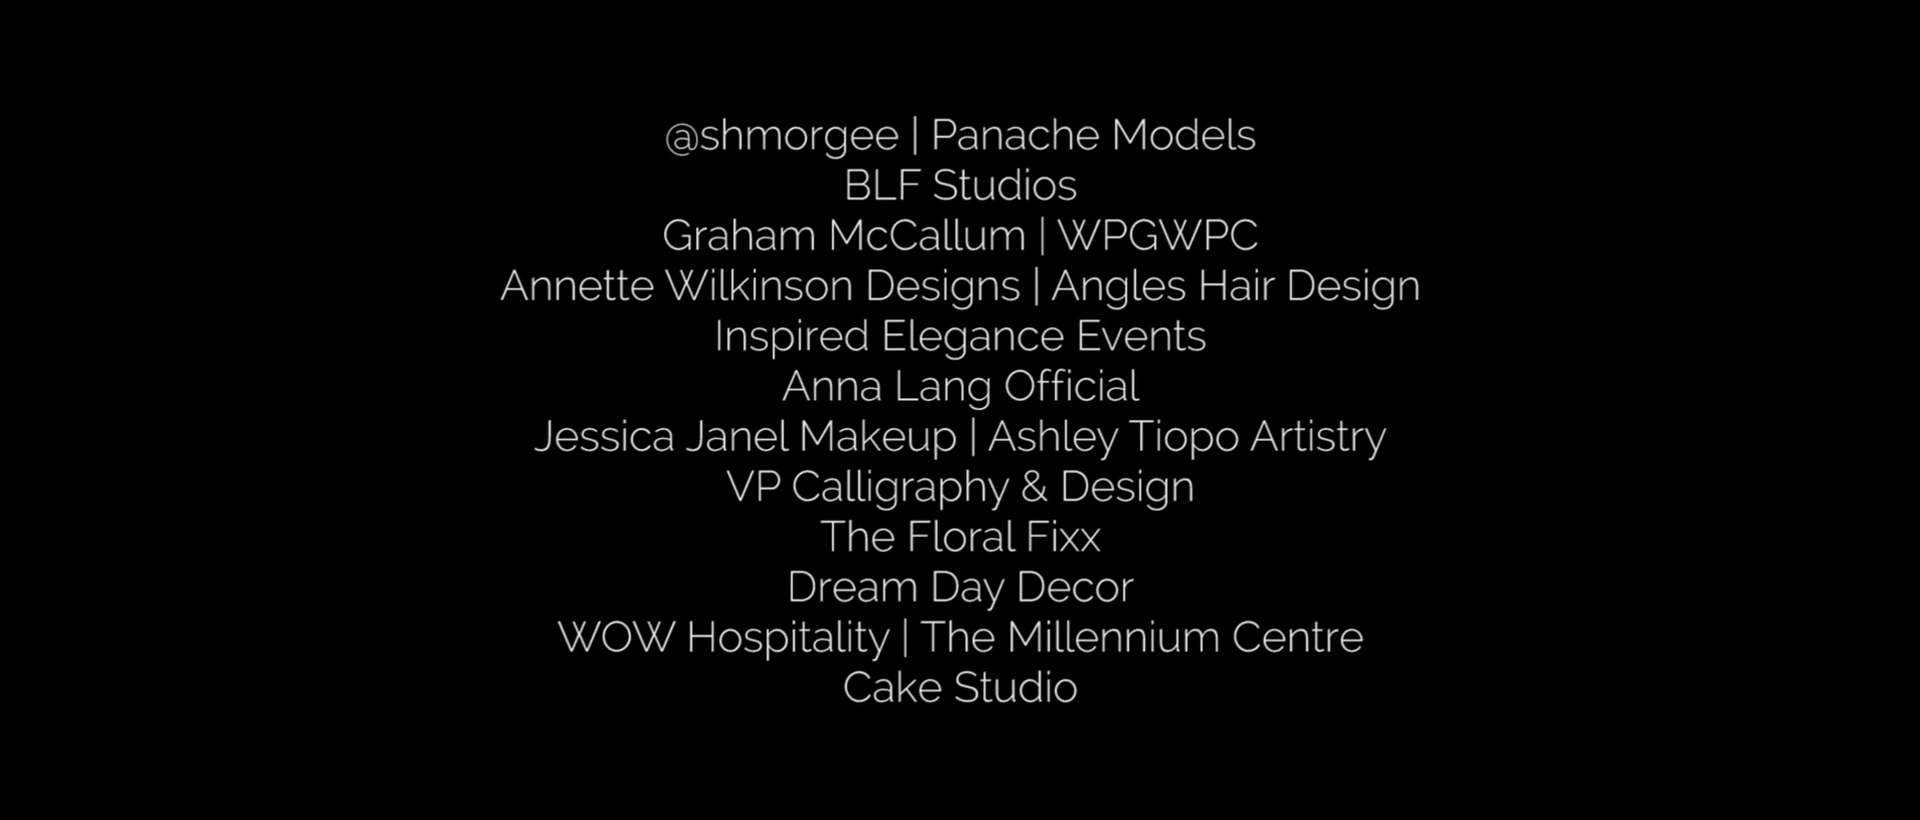 @shmorgee | Panache Models
BLF Studios
Graham McCallum | WPGWPC
Annette Wilkinson Designs | Angles Hair Design
Inspired Elegance Events
Anna Lang Official
Jessica Janel Makeup | Ashley Tiopo Artistry
VP Calligraphy & Design
The Floral Fixx
Dream Day Decor
WOW Hospitality | The Millennium Centre
Cake Studio